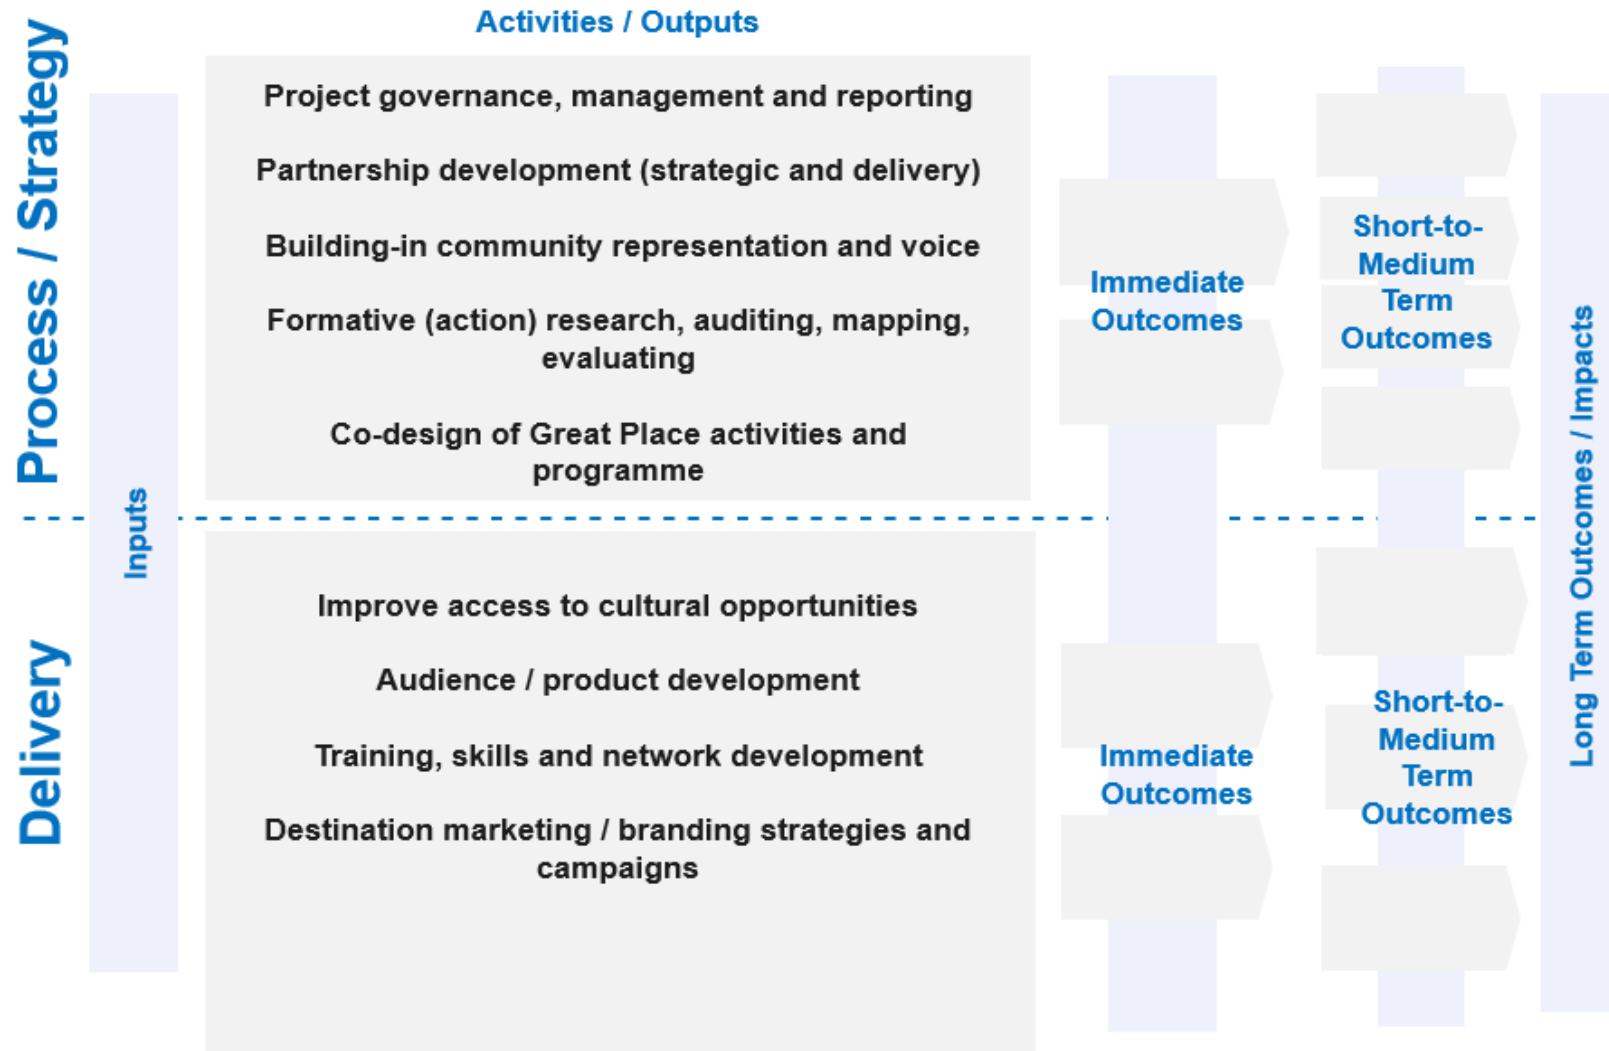 Activities / Outputs
Process / Strategy
Project governance, management and reporting
Partnership development (strategic and delivery)
Building-in community representation and voice
Formative (action) research, auditing, mapping,
evaluating
Co-design of Great Place activities and
programme
Immediate
Outcomes
Short-to-
Medium
Term
Outcomes
Inputs
Long Term Outcomes / Impacts
Delivery
Improve access to cultural opportunities
Audience / product development
Training, skills and network development
Destination marketing / branding strategies and
campaigns
Immediate
Outcomes
Short-to-
Medium
Term
Outcomes